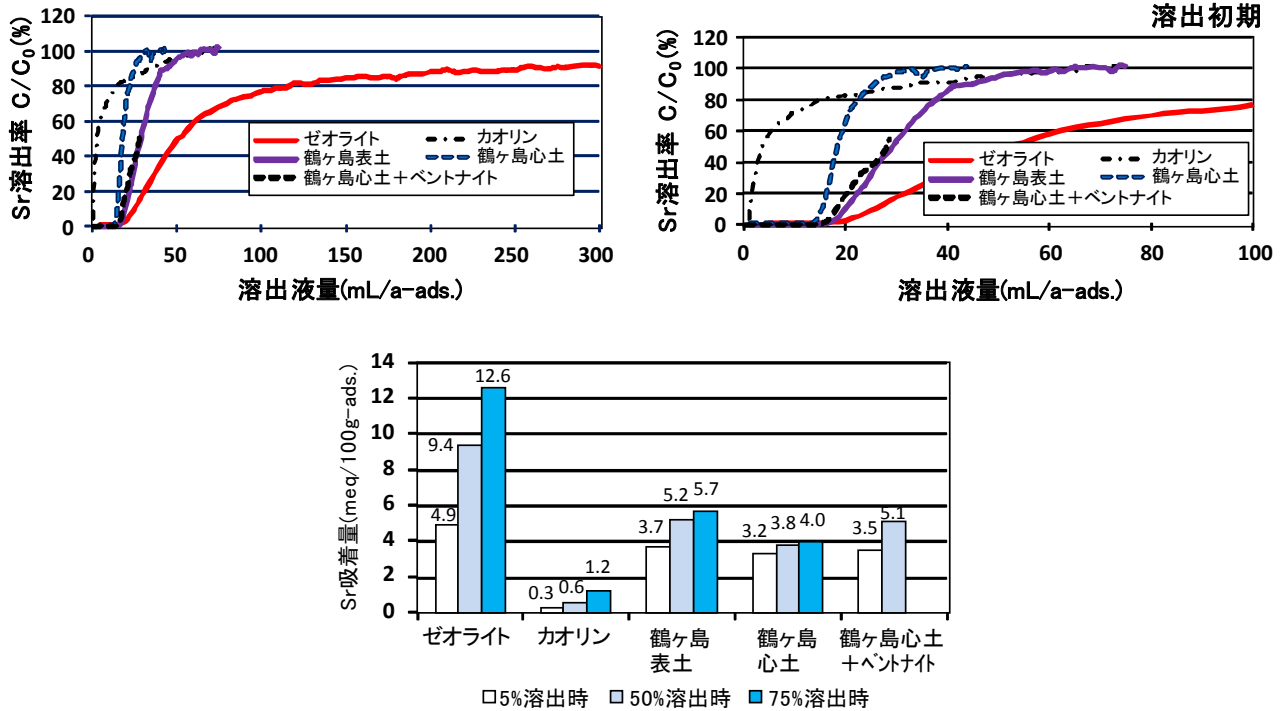 Sr溶出率 C/C₀(%)
120
100
80
60
40
20
0
ゼオライト
カオリン
鶴ヶ島表土
鶴ヶ島心土
鶴ヶ島心土＋ベントナイト
0 50 100 150 200 250 300
溶出液量(mL/a-ads.)
溶出初期
Sr溶出率 C/C₀(%)
120
100
80
60
40
20
0
ゼオライト
カオリン
鶴ヶ島表土
鶴ヶ島心土
鶴ヶ島心土＋ベントナイト
0 20 40 60 80 100
溶出液量(mL/a-ads.)
Sr吸着量(meq/100g-ads.)
14
12
10
8
6
4
2
0
4.9 9.4 12.6
0.3 0.6 1.2
3.7 5.2 5.7
3.2 3.8 4.0
3.5 5.1
ゼオライト
カオリン
鶴ヶ島
表土
鶴ヶ島
心土
鶴ヶ島心土
＋ベントナイト
5%溶出時 50%溶出時 75%溶出時